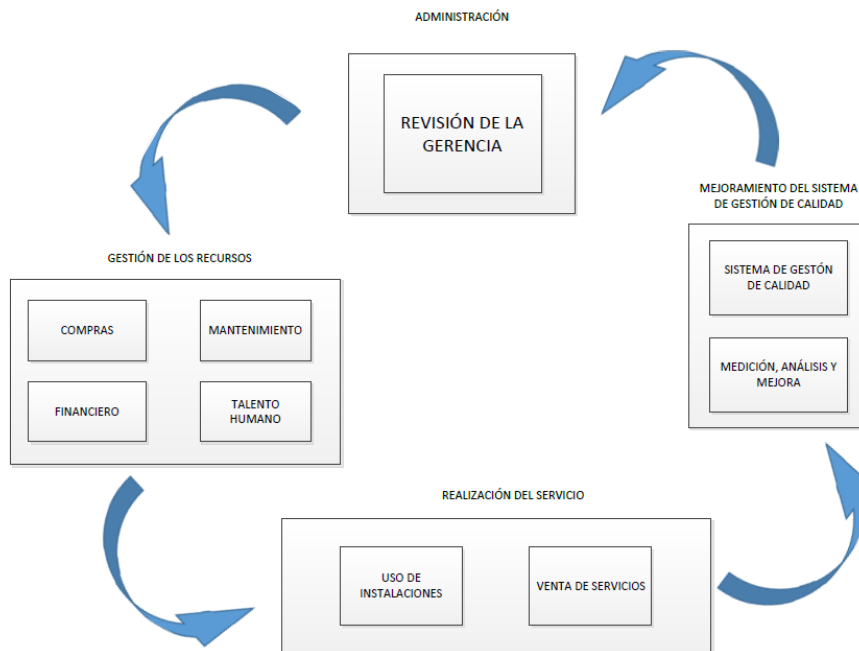 ADMINISTRACIÓN
REVISIÓN DE LA
GERENCIA
MEJORAMIENTO DEL SISTEMA
DE GESTIÓN DE CALIDAD
SISTEMA DE GESTÓN
DE CALIDAD
MEDICIÓN, ANÁLISIS Y
MEJORA
GESTIÓN DE LOS RECURSOS
COMPRAS
MANTENIMIENTO
FINANCIERO
TALENTO
HUMANO
REALIZACIÓN DEL SERVICIO
USO DE
INSTALACIONES
VENTA DE SERVICIOS